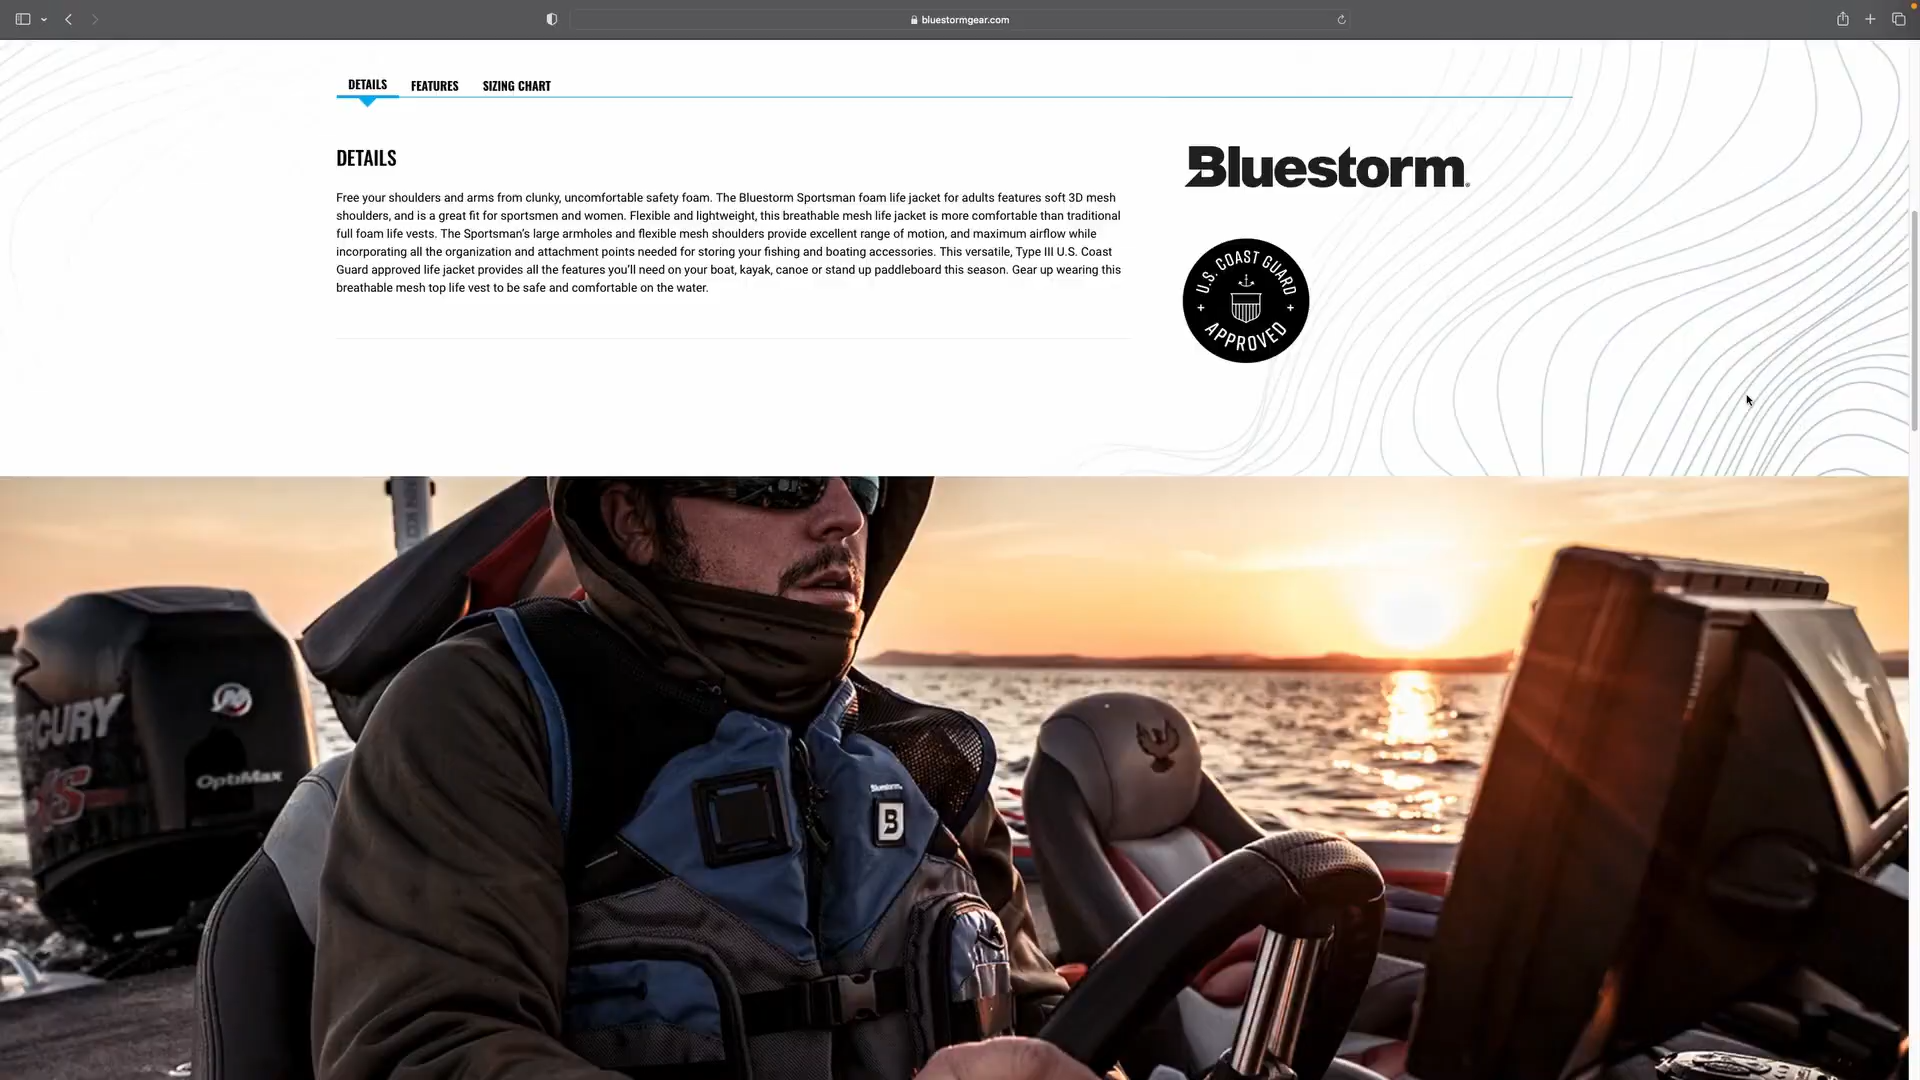 bluestormgear.com
DETAILS
FEATURES
SIZING CHART
DETAILS
Free your shoulders and arms from clunky, uncomfortable safety foam. The Bluestorm Sportsman foam life jacket for adults features soft 3D mesh
shoulders, and is a great fit for sportsmen and women. Flexible and lightweight, this breathable mesh life jacket is more comfortable than traditional
full foam life vests. The Sportsman's large armholes and flexible mesh shoulders provide excellent range of motion, and maximum airflow while
incorporating all the organization and attachment points needed for storing your fishing and boating accessories. This versatile, Type III U.S. Coast
Guard approved life jacket provides all the features you'll need on your boat, kayak, canoe or stand up paddleboard this season. Gear up wearing this
breathable mesh top life vest to be safe and comfortable on the water.
Bluestorm
U.S. COAST GUARD
APPROVED
RCURY
OptiMax
Bluestorm
B